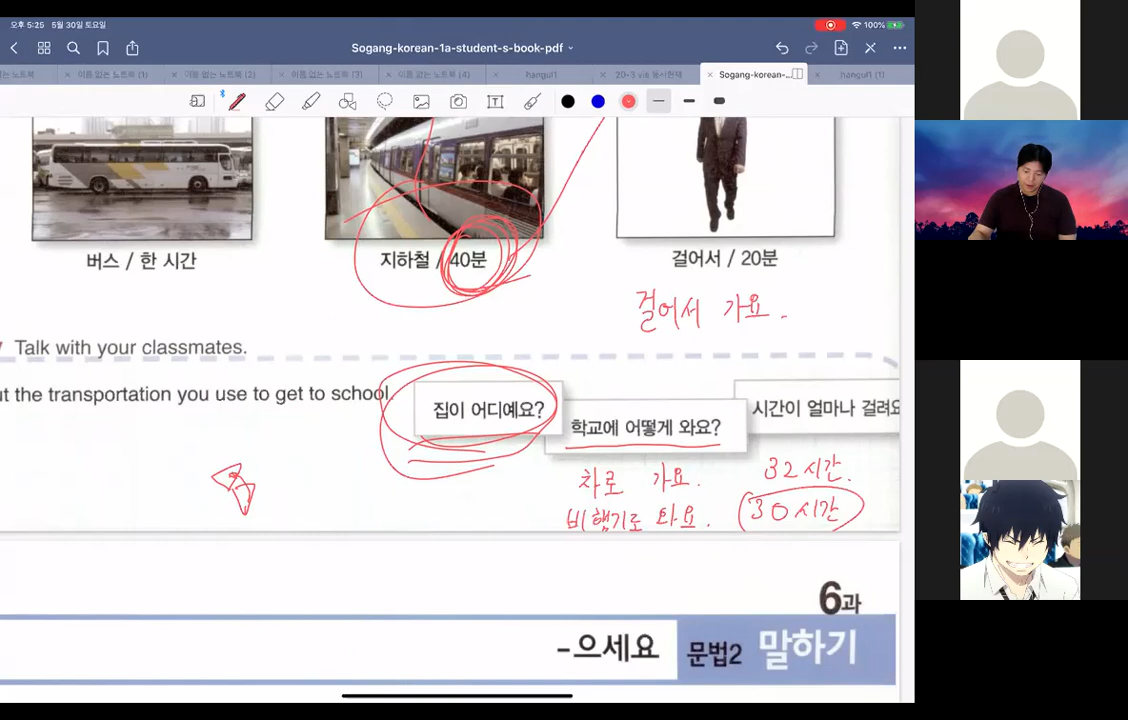 오후 5:25 5월 30일 토요일
100%
Sogang-korean-1a-student-s-book-pdf
는 노트북
이름 없는 노트북 (1)
이름 없는 노트북 (2)
이름 없는 노트북 (3)
이름 없는 노트북 (4)
hangul1
Sogang-korean-...
hangul1 (1)
버스 / 한 시간
지하철 / 40분
걸어서 / 20분
걸어서 가요.
Talk with your classmates.
ut the transportation you use to get to school.
집이 어디예요?
학교에 어떻게 와요?
시간이 얼마나 걸려요
차로 가요.
32시간.
비행기로 와요.
30시간
6과
-으세요 문법2 말하기